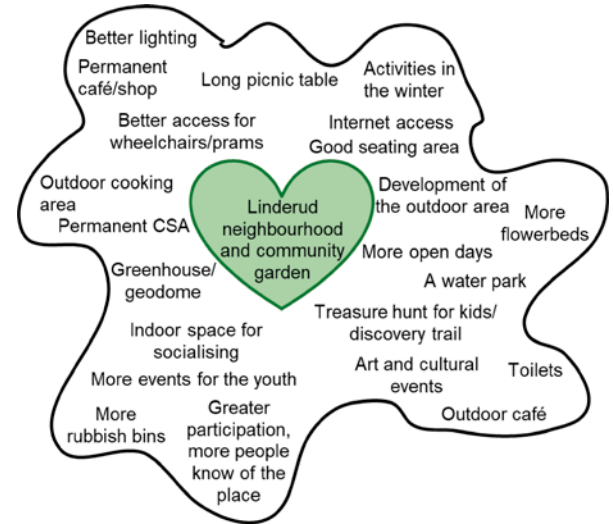 Better lighting
Permanent
café/shop
Long picnic table
Activities in
the winter
Better access for
wheelchairs/prams
Internet access
Good seating area
Outdoor cooking
area
Permanent CSA
Linderud
neighbourhood
and community
garden
Development of
the outdoor area
More
flowerbeds
More open days
Greenhouse/
geodome
A water park
Treasure hunt for kids/
discovery trail
Indoor space for
socialising
Art and cultural
events
Toilets
More events for the youth
More
rubbish bins
Greater
participation,
more people
know of the
place
Outdoor café